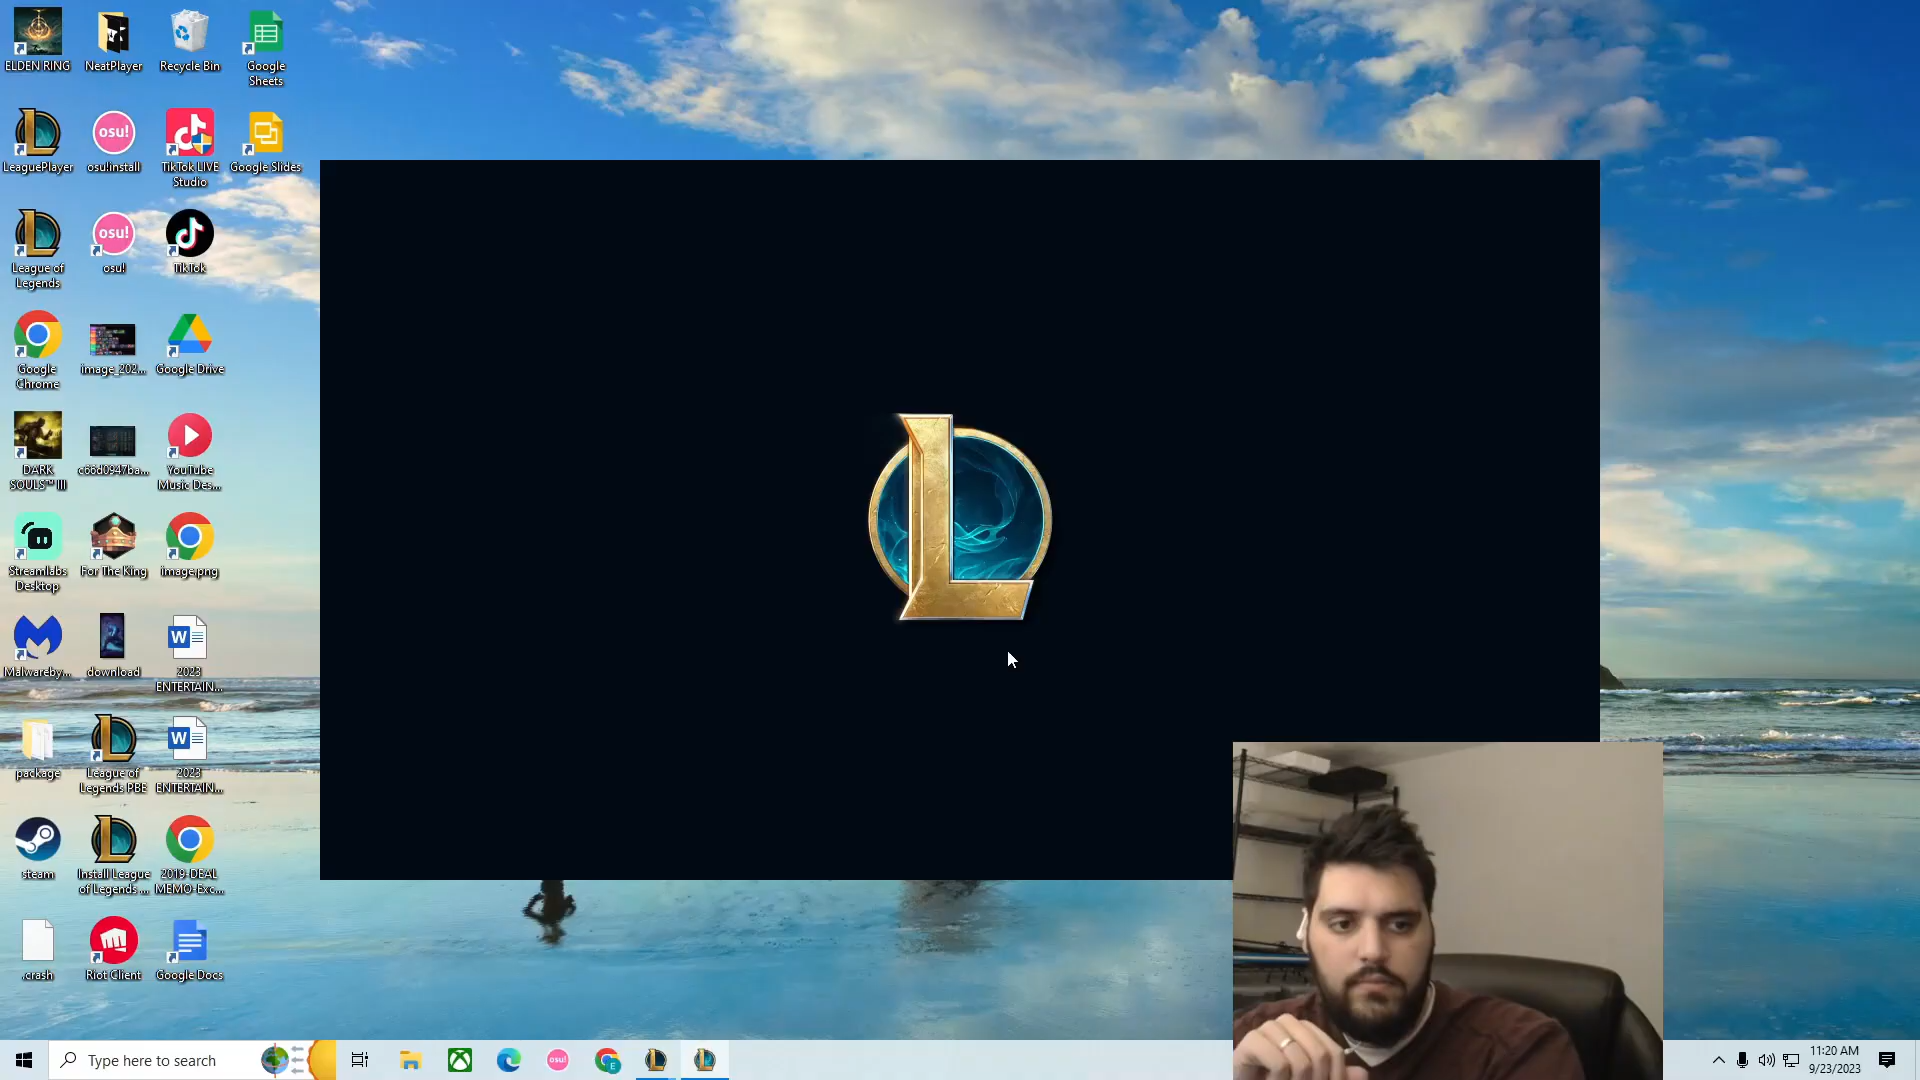 ELDEN RING
NeatPlayer
Recycle Bin
Google
Sheets
LeaguePlayer
osu!
osu!install
TikTok LIVE
Studio
Google Slides
League of
Legends
osu!
osu!
TikTok
Google
Chrome
image_202...
Google Drive
DARK
SOULS™ III
c66d0947ba...
YouTube
Music Des...
Streamlabs
Desktop
For The King
image.png
Malwareby...
download
W
2023
ENTERTAIN...
package
League of
Legends PBE
W
2023
ENTERTAIN...
steam
Install League
of Legends ...
2019-DEAL
MEMO-Exc...
.crash
Riot Client
Google Docs
L
Type here to search
osu!
E
11:20 AM
9/23/2023